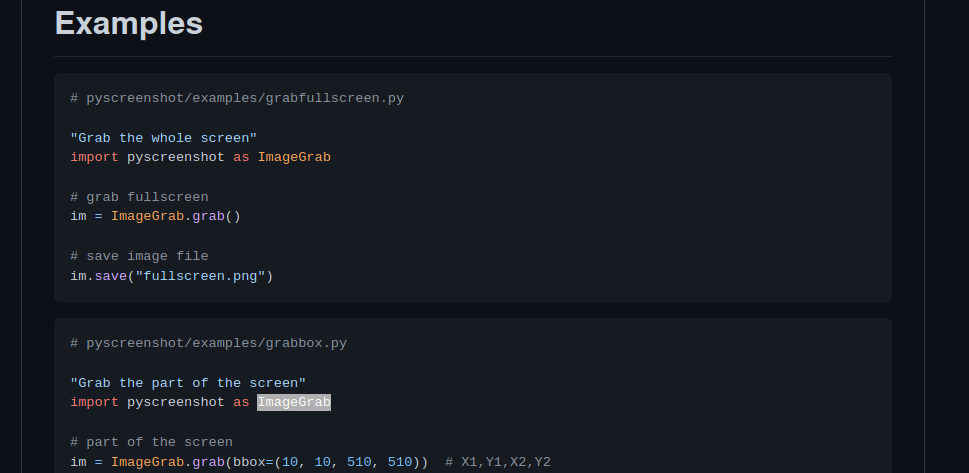 Examples
# pyscreenshot/examples/grabfullscreen.py
"Grab the whole screen"
import pyscreenshot as ImageGrab
# grab fullscreen
im = ImageGrab.grab()
# save image file
im.save("fullscreen.png")
# pyscreenshot/examples/grabbox.py
"Grab the part of the screen"
import pyscreenshot as ImageGrab
# part of the screen
im = ImageGrab.grab(bbox=(10, 10, 510, 510))  # X1,Y1,X2,Y2